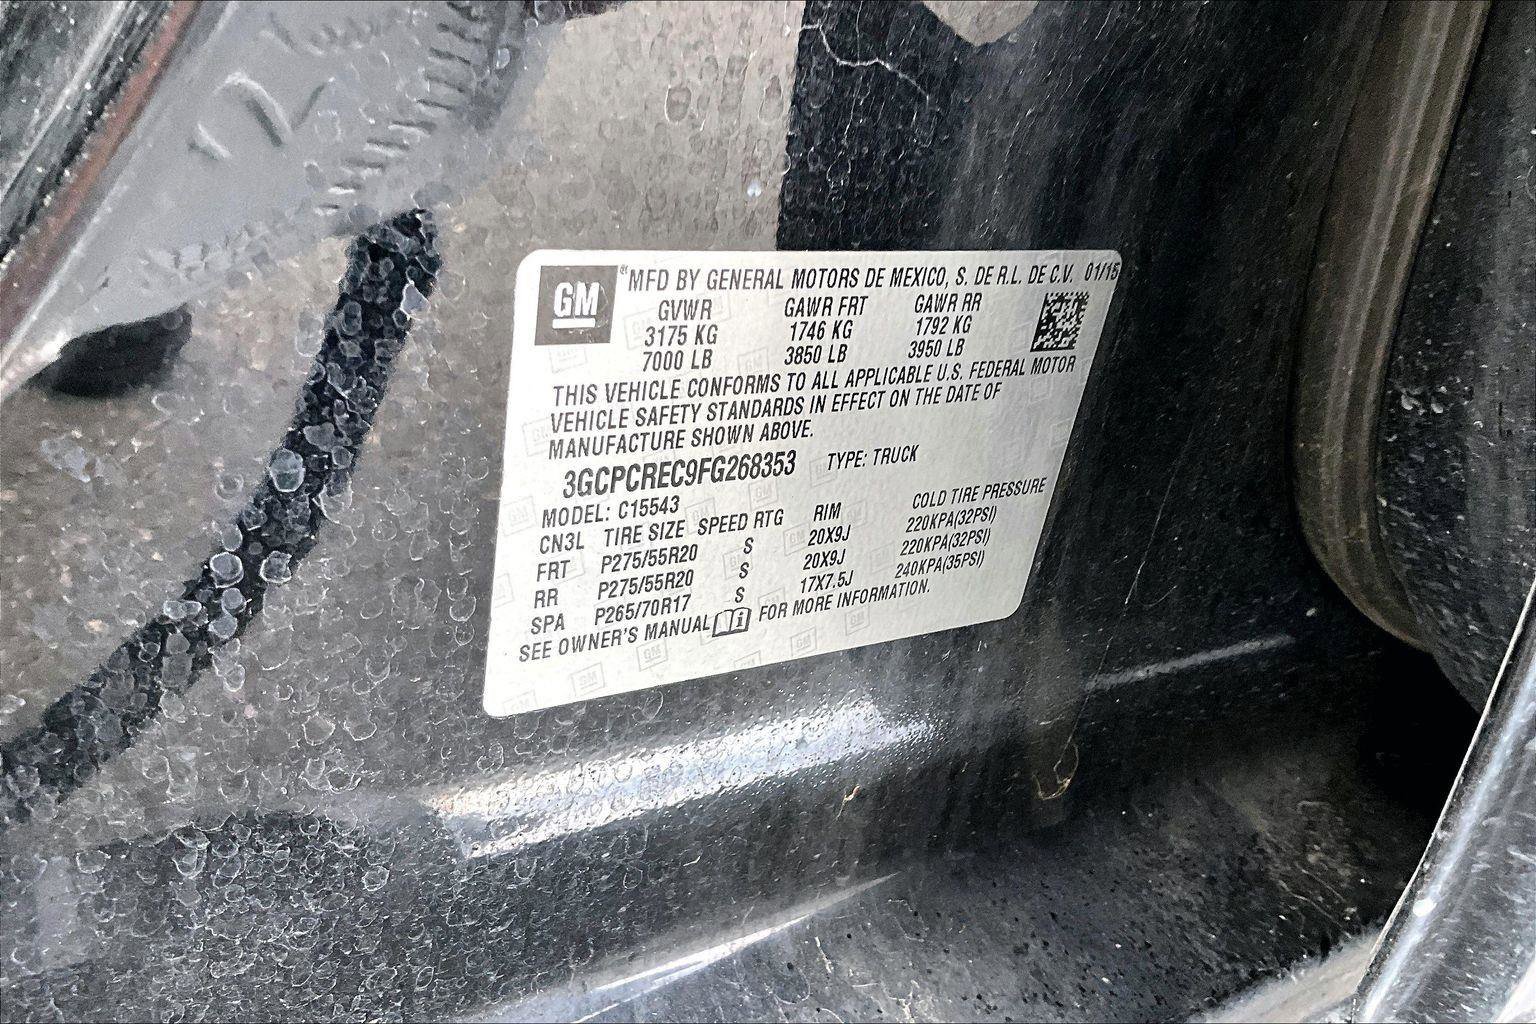 GM ® MFD BY GENERAL MOTORS DE MEXICO, S. DE R.L. DE C.V. 01/15
GVWR GAWR FRT GAWR RR
3175 KG 1746 KG 1792 KG
7000 LB 3850 LB 3950 LB
THIS VEHICLE CONFORMS TO ALL APPLICABLE U.S. FEDERAL MOTOR
VEHICLE SAFETY STANDARDS IN EFFECT ON THE DATE OF
MANUFACTURE SHOWN ABOVE.
3GCPCREC9FG268353 TYPE: TRUCK
MODEL: C15543
CN3L TIRE SIZE SPEED RTG RIM COLD TIRE PRESSURE
FRT P275/55R20 S 20X9J 220KPA(32PSI)
RR P275/55R20 S 20X9J 220KPA(32PSI)
SPA P265/70R17 S 17X7.5J 240KPA(35PSI)
SEE OWNER'S MANUAL FOR MORE INFORMATION.